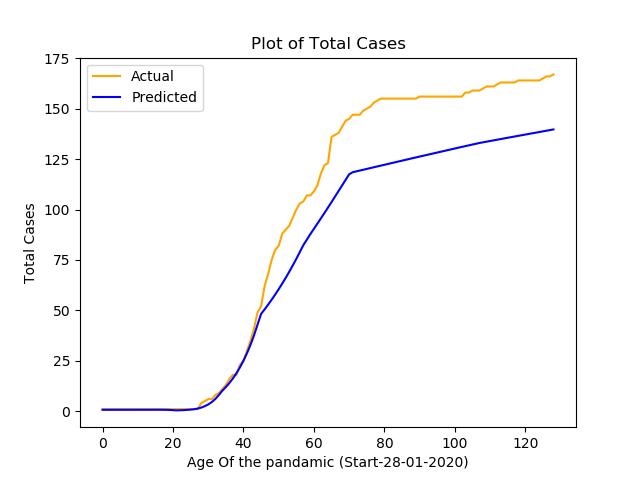 Plot of Total Cases
Actual
Predicted
175
150
125
100
75
50
25
0
Total Cases
0 20 40 60 80 100 120
Age Of the pandamic (Start-28-01-2020)